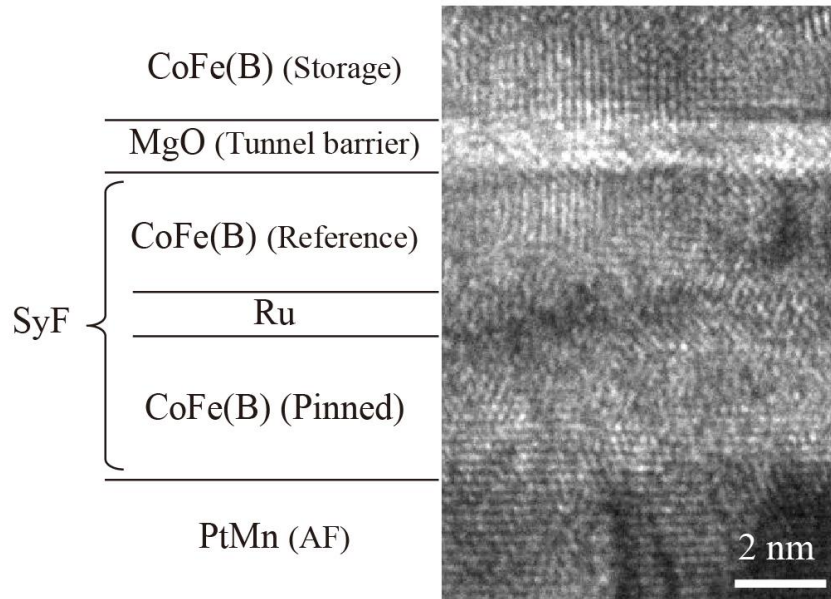 CoFe(B) (Storage)
MgO (Tunnel barrier)
CoFe(B) (Reference)
SyF
Ru
CoFe(B) (Pinned)
PtMn (AF)
2 nm